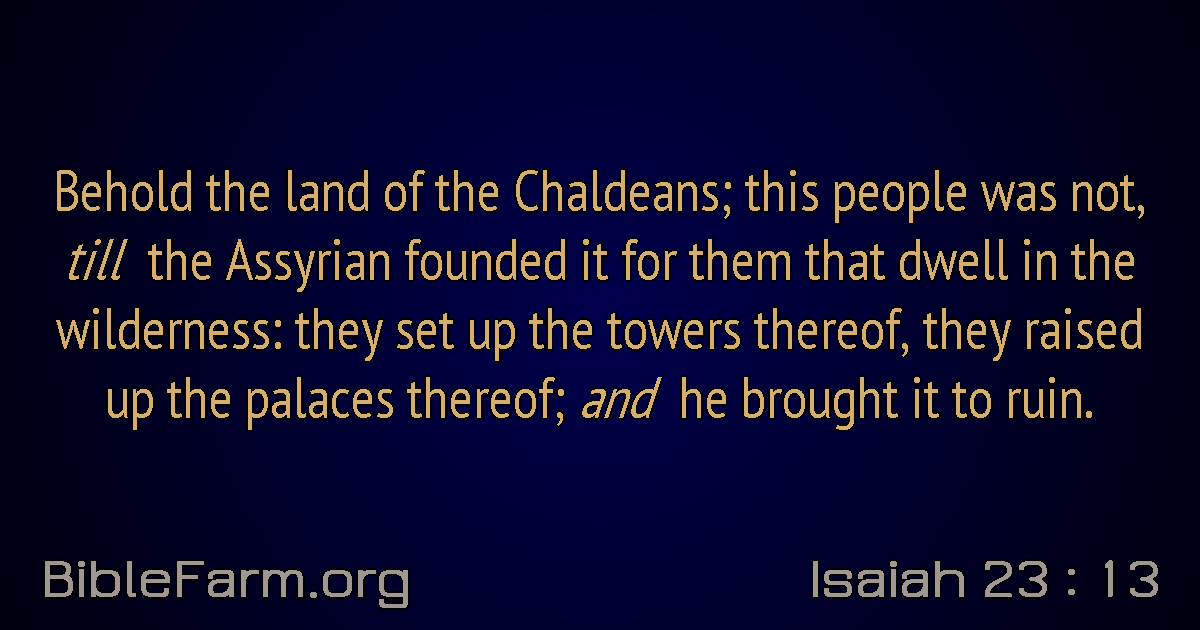 Behold the land of the Chaldeans; this people was not,
till the Assyrian founded it for them that dwell in the
wilderness: they set up the towers thereof, they raised
up the palaces thereof; and he brought it to ruin.
BibleFarm.org
Isaiah 23 : 13